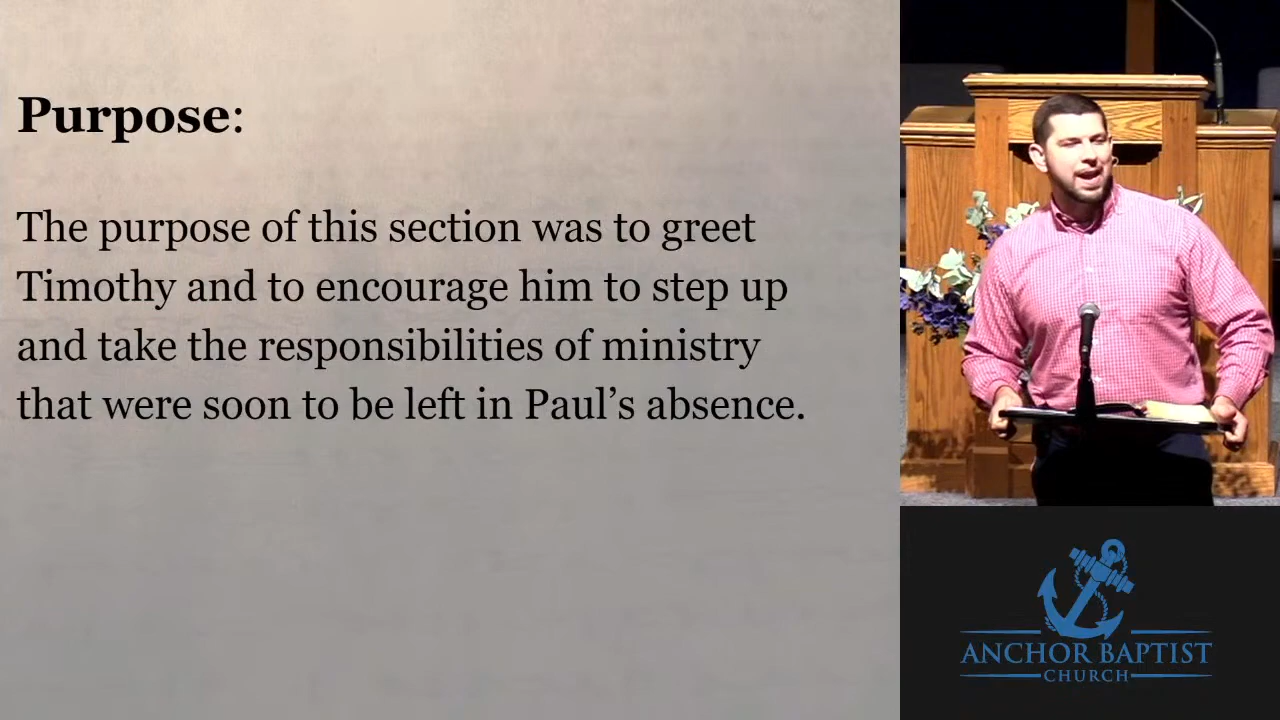 Purpose:
The purpose of this section was to greet
Timothy and to encourage him to step up
and take the responsibilities of ministry
that were soon to be left in Paul’s absence.
ANCHOR BAPTIST
CHURCH